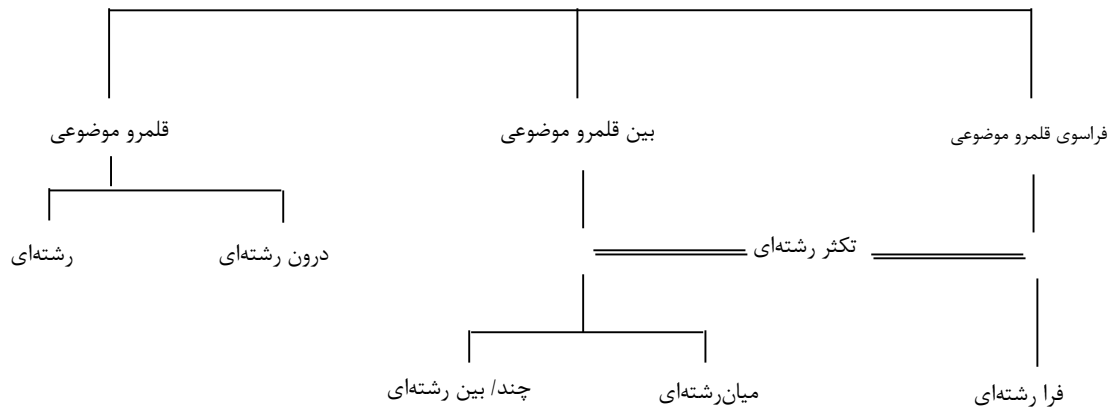 فراسوی قلمرو موضوعی
بین قلمرو موضوعی
قلمرو موضوعی
تکثر رشته‌ای
درون رشته‌ای
رشته‌ای
فرا رشته‌ای
میان‌رشته‌ای
چند/ بین رشته‌ای